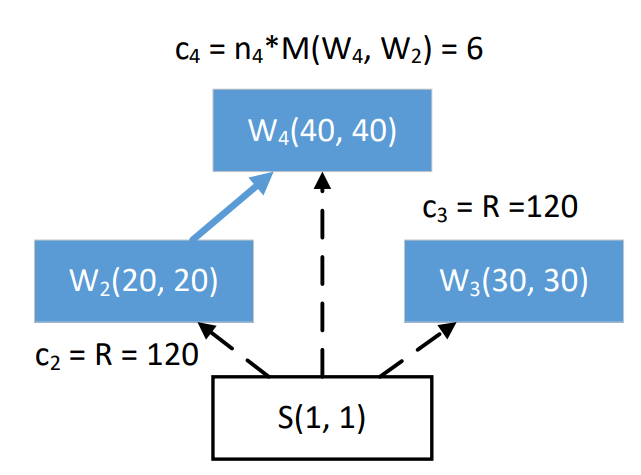 c₄ = n₄*M(W₄, W₂) = 6
W₄(40, 40)
c₃ = R =120
W₂(20, 20)
W₃(30, 30)
c₂ = R = 120
S(1, 1)